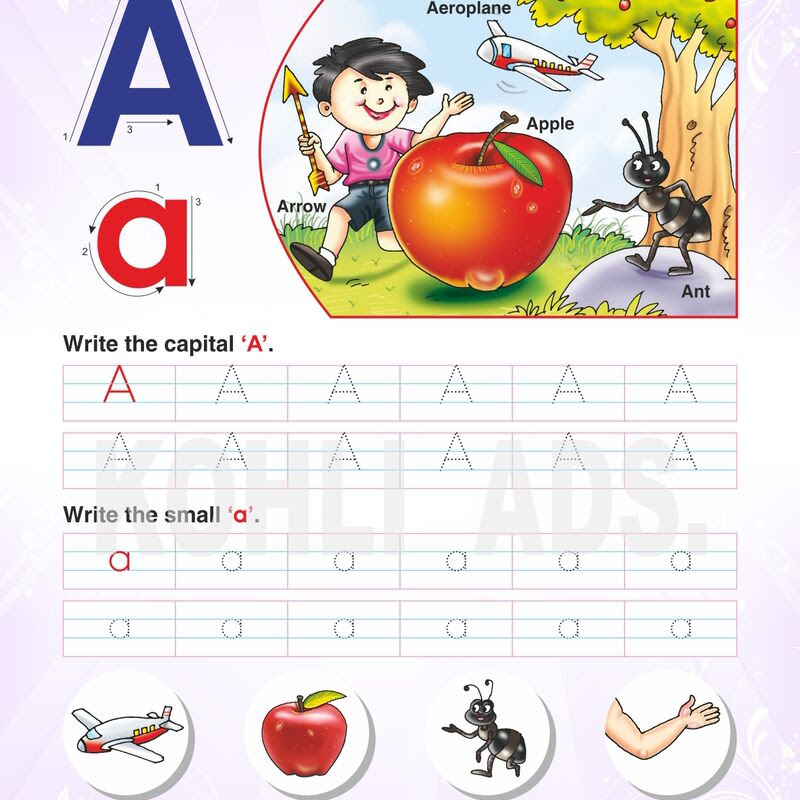 A
1
3
a
1
2
3
Aeroplane
Apple
Arrow
Ant
Write the capital ‘A’.
A A A A A A
A A A A A A
KOHLI ADS.
Write the small ‘a’.
a a a a a a
a a a a a a